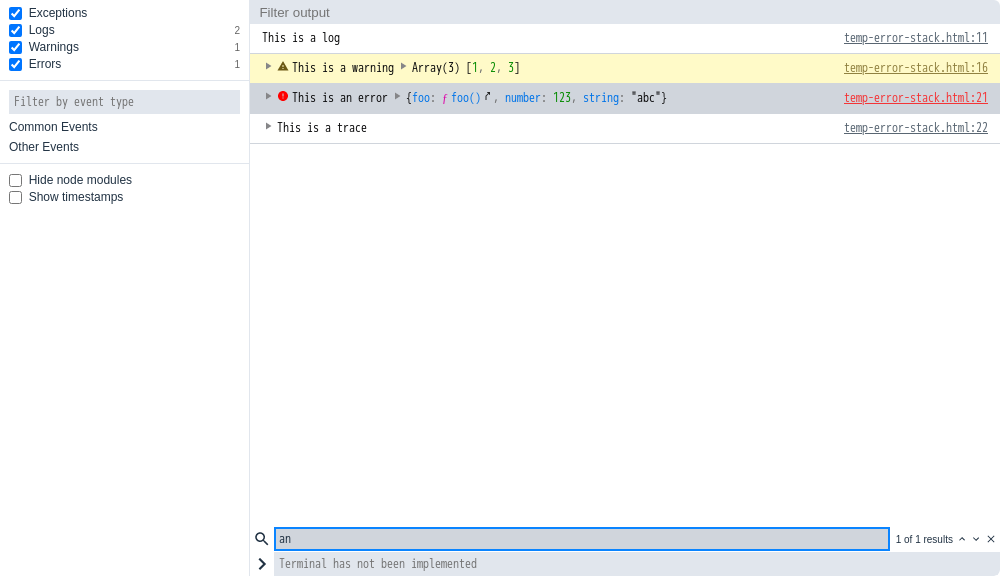 Exceptions
Logs 2
Warnings 1
Errors 1
Filter by event type
Common Events
Other Events
Hide node modules
Show timestamps
Filter output
This is a log temp-error-stack.html:11
This is a warning Array(3) [1, 2, 3] temp-error-stack.html:16
This is an error {foo: ƒ foo(), number: 123, string: "abc"} temp-error-stack.html:21
This is a trace temp-error-stack.html:22
an 1 of 1 results
Terminal has not been implemented